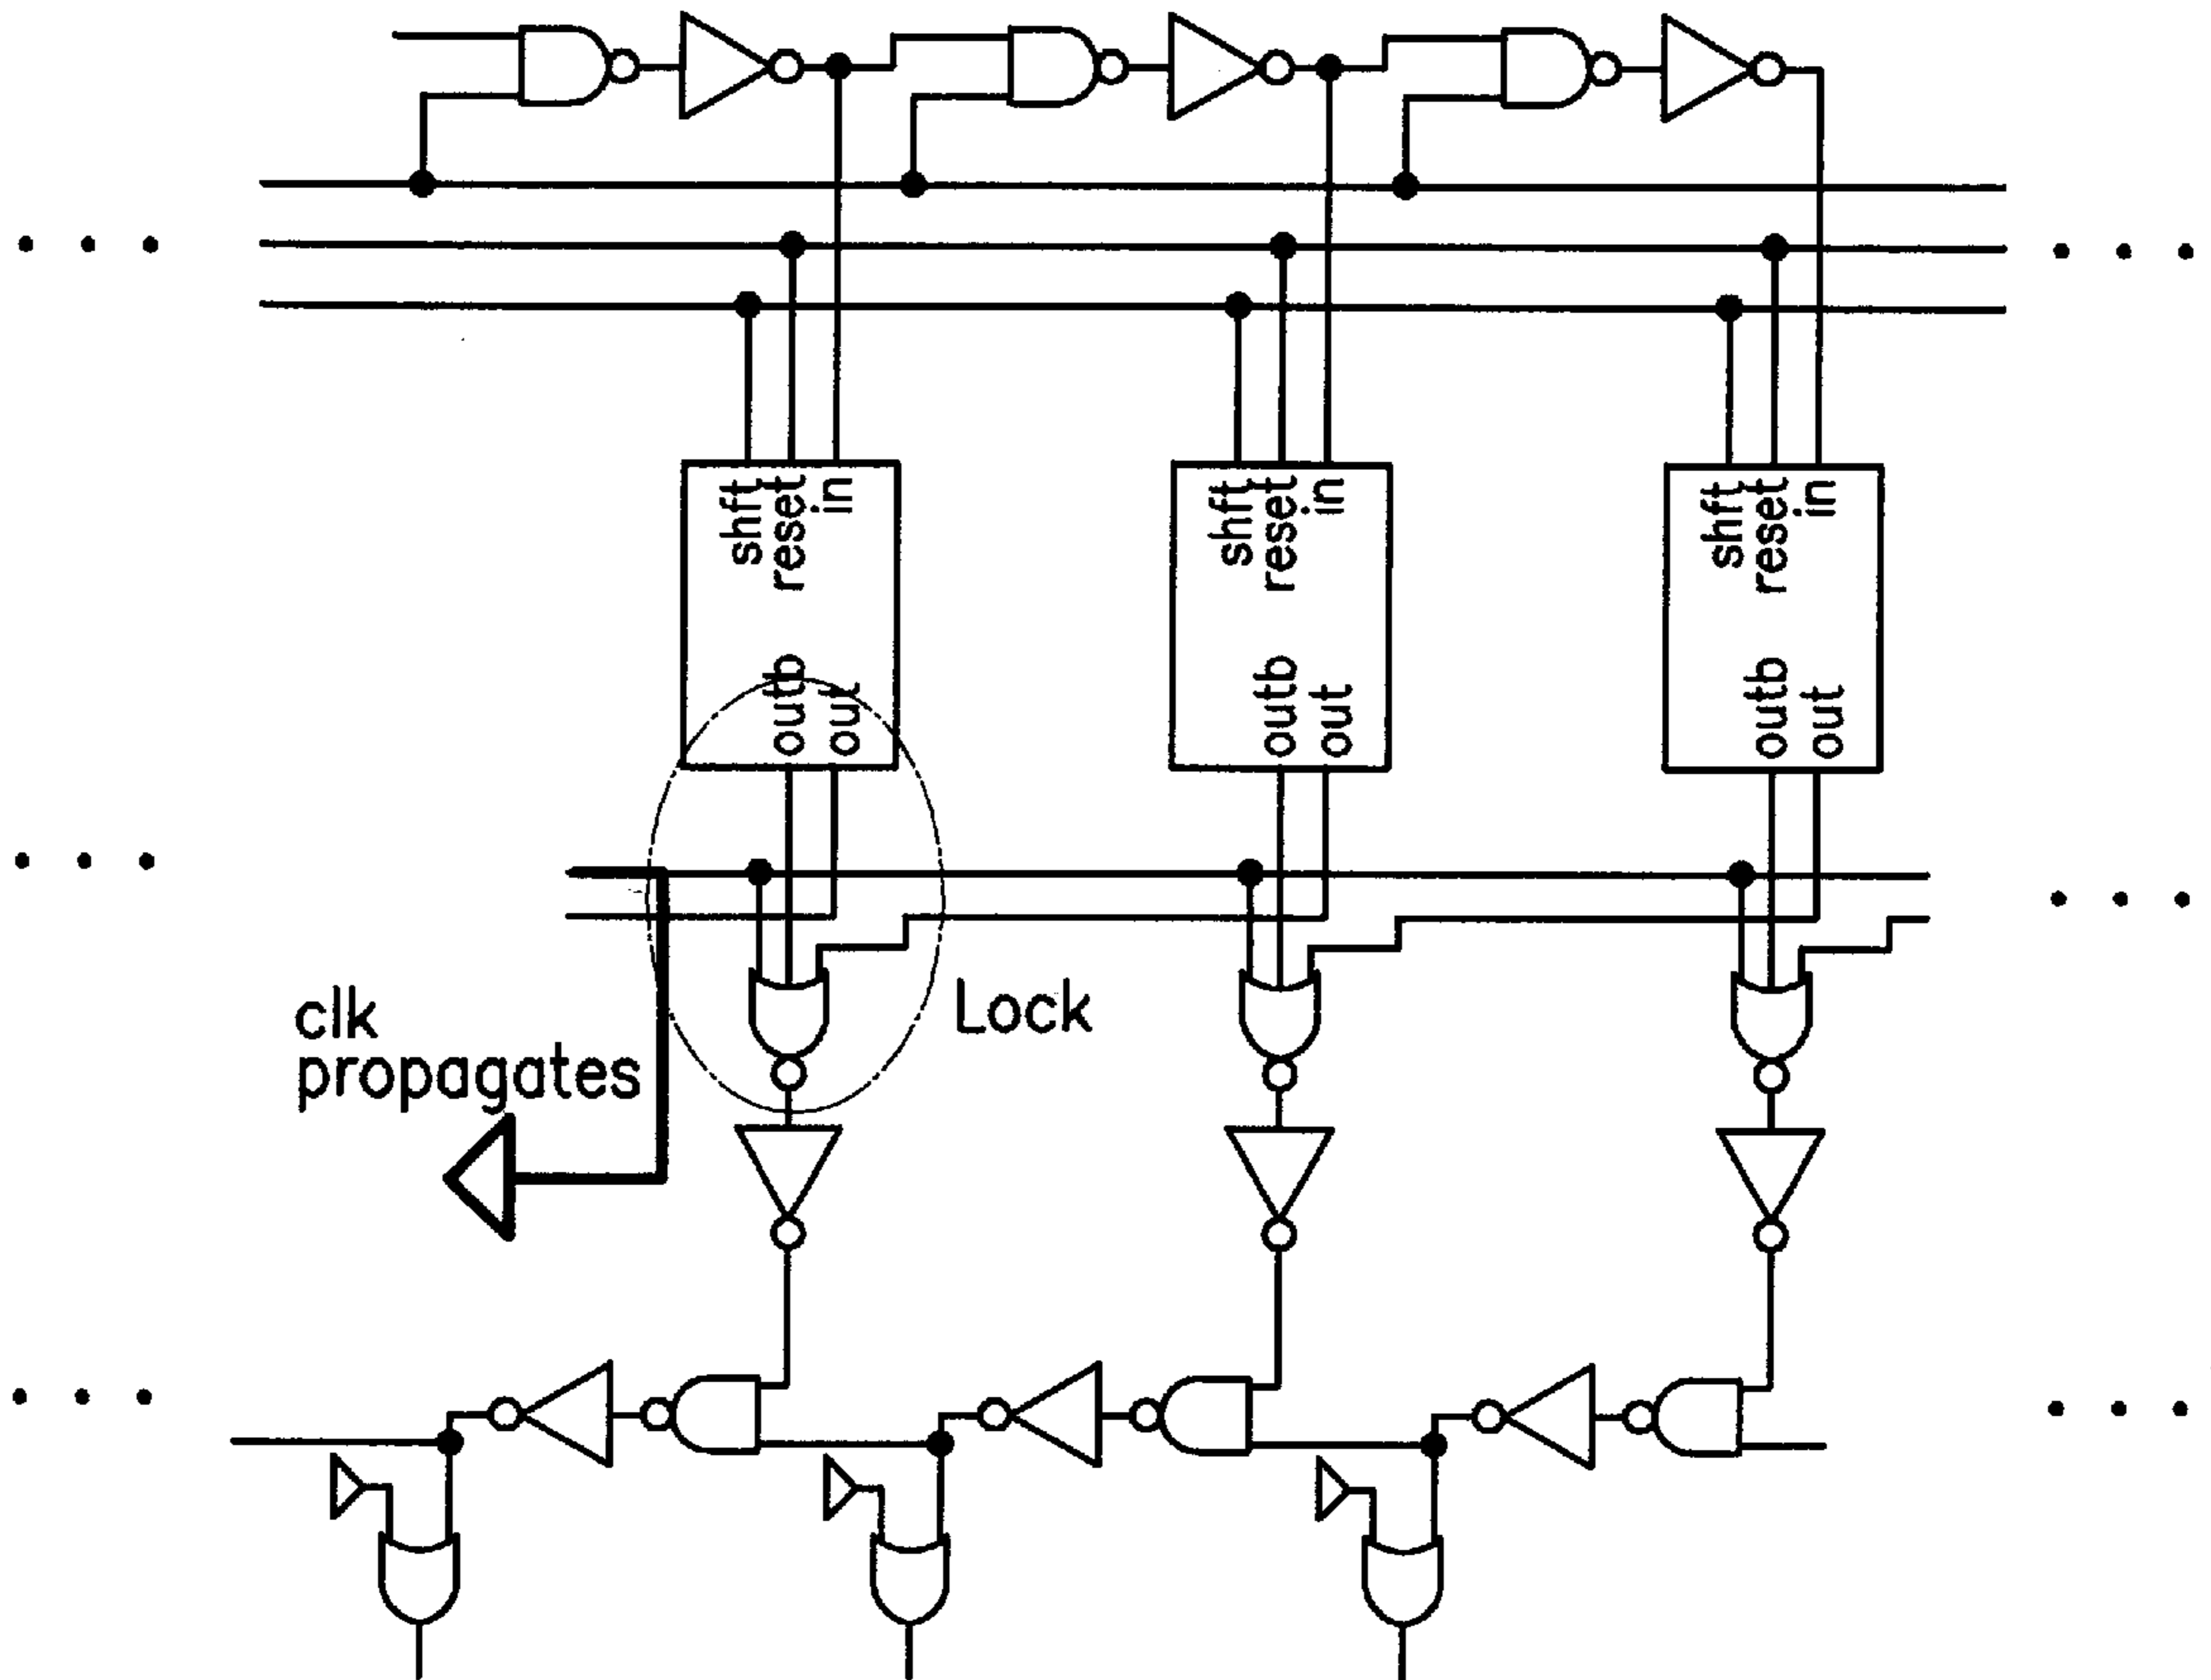 shft
reset
in
outb
out
shft
reset
in
outb
out
shft
reset
in
outb
out
clk
propagates
Lock